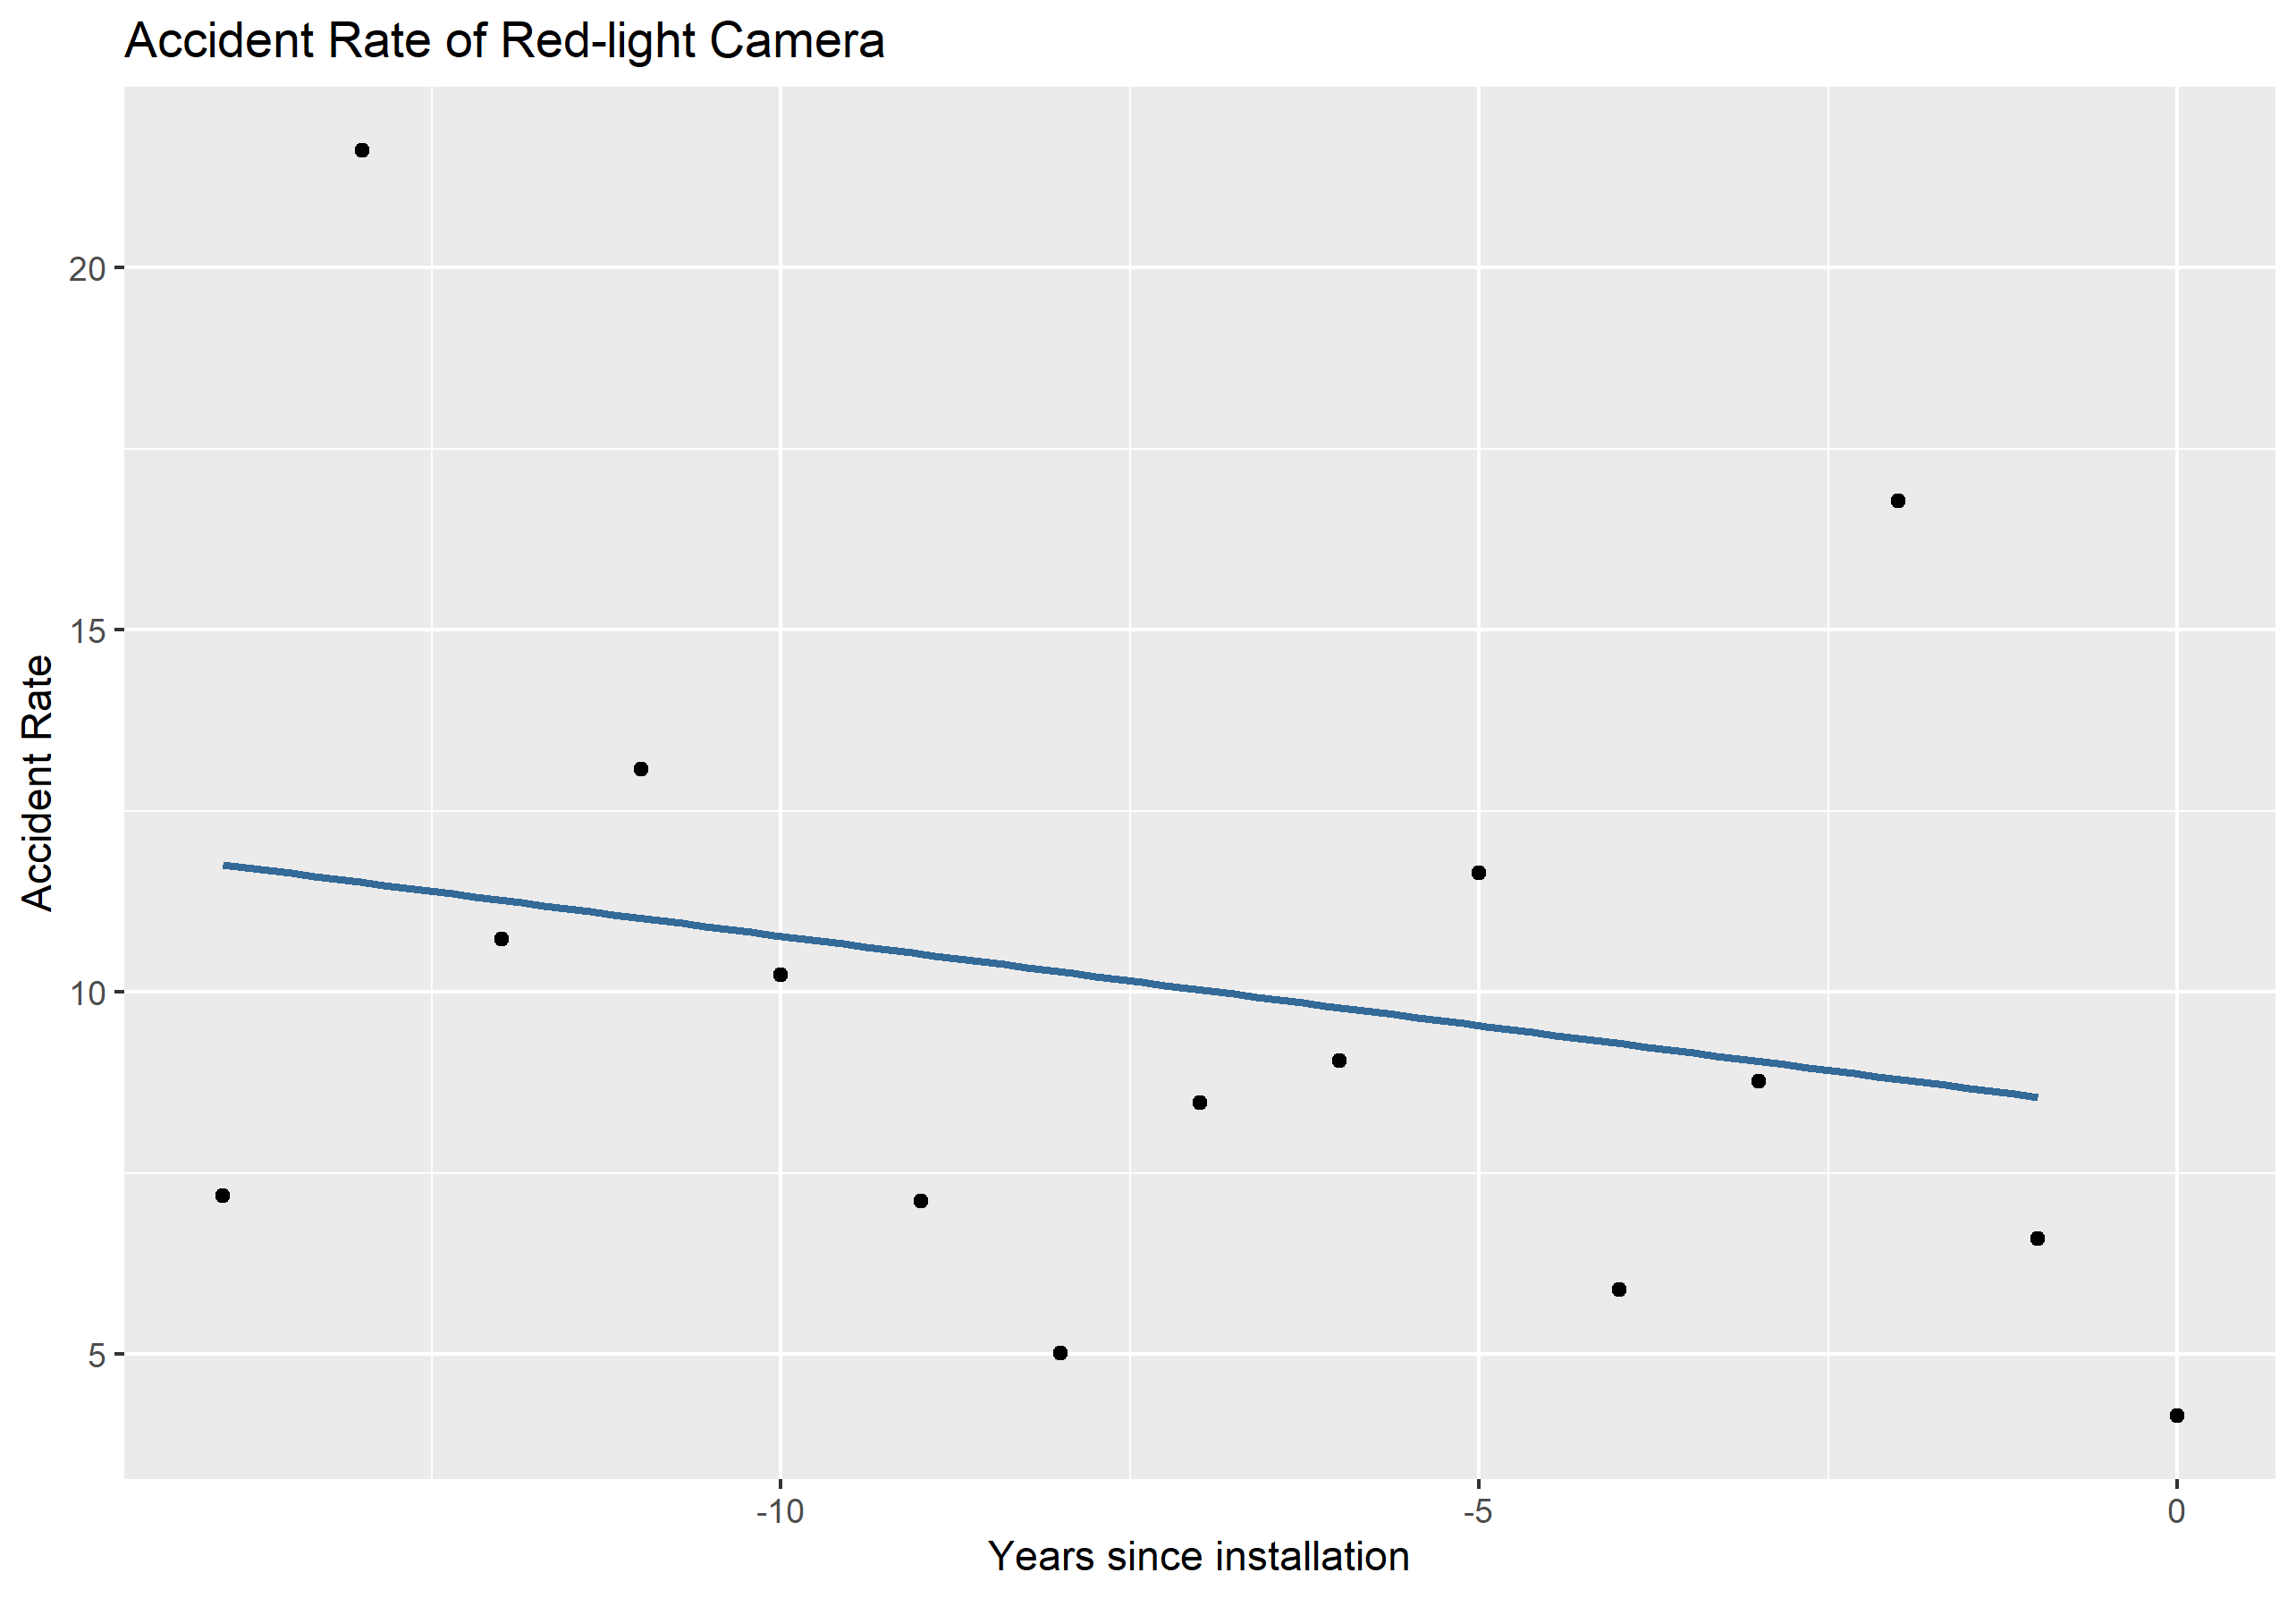 Accident Rate of Red-light Camera
20
15
10
5
Accident Rate
-10
-5
0
Years since installation